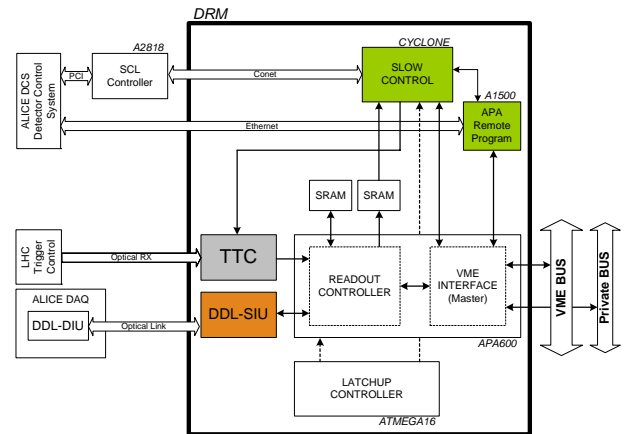 DRM
A2818
CYCLONE
ALICE DCS
Detector Control
System
PCI
SCL
Controller
Conet
SLOW
CONTROL
A1500
APA
Remote
Program
Ethernet
SRAM
SRAM
LHC
Trigger
Control
Optical RX
TTC
READOUT
CONTROLLER
VME
INTERFACE
(Master)
VME BUS
Private BUS
ALICE DAQ
DDL-DIU
Optical Link
DDL-SIU
APA600
LATCHUP
CONTROLLER
ATMEGA16